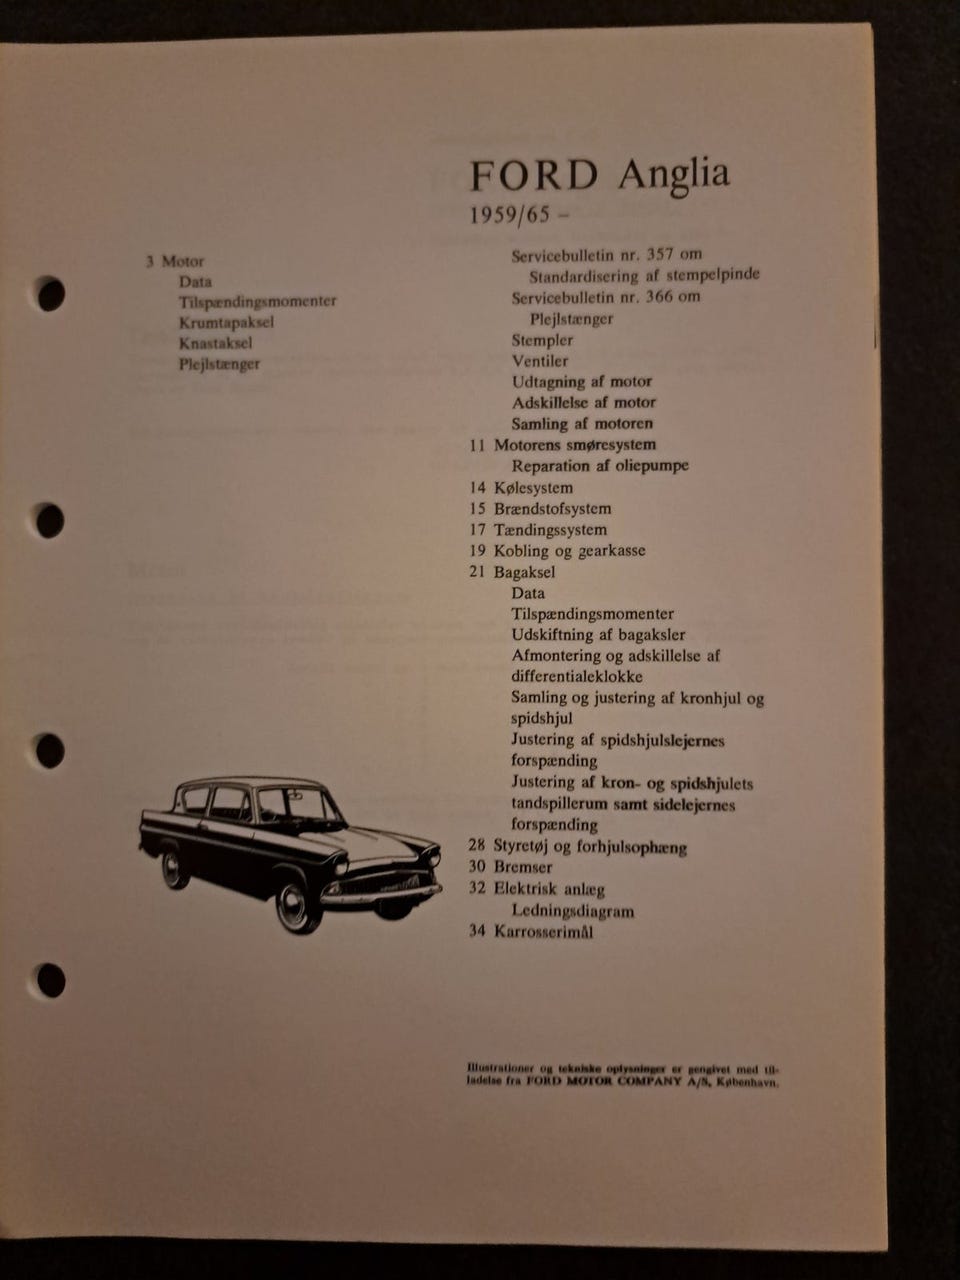 FORD Anglia
1959/65 –
3 Motor
Data
Tilspændingsmomenter
Krumtapaksel
Knastaksel
Plejlstænger
Servicebulletin nr. 357 om
Standardisering af stempelpinde
Servicebulletin nr. 366 om
Plejlstænger
Stempler
Ventiler
Udtagning af motor
Adskillelse af motor
Samling af motoren
11 Motorens smøresystem
Reparation af oliepumpe
14 Kølesystem
15 Brændstofsystem
17 Tændingssystem
19 Kobling og gearkasse
21 Bagaksel
Data
Tilspændingsmomenter
Udskiftning af bagaksler
Afmontering og adskillelse af
differentialeklokke
Samling og justering af kronhjul og
spidshjul
Justering af spidshjulslejernes
forspænding
Justering af kron- og spidshjulets
tandspillerum samt sidelejernes
forspænding
28 Styretøj og forhjulsophæng
30 Bremser
32 Elektrisk anlæg
Ledningsdiagram
34 Karrosserimål
Illustrationer og tekniske oplysninger er gengivet med til-
ladelse fra FORD MOTOR COMPANY A/S, København.